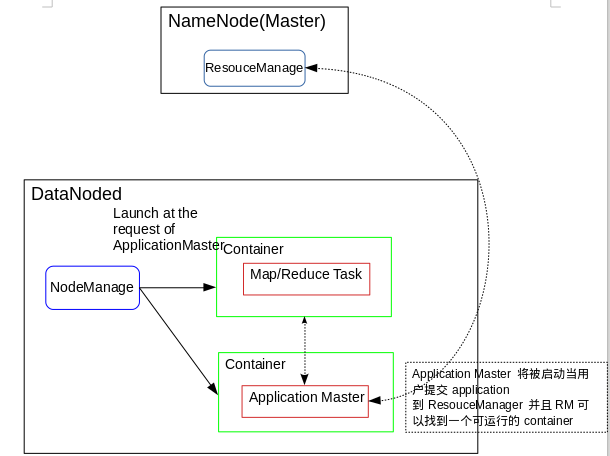 NameNode(Master)
ResouceManage
DataNoded
Launch at the
request of
ApplicationMaster
Container
Map/Reduce Task
NodeManage
Container
Application Master
Application Master 将被启动当用
户提交 application
到 ResouceManager 并且 RM 可
以找到一个可运行的 container